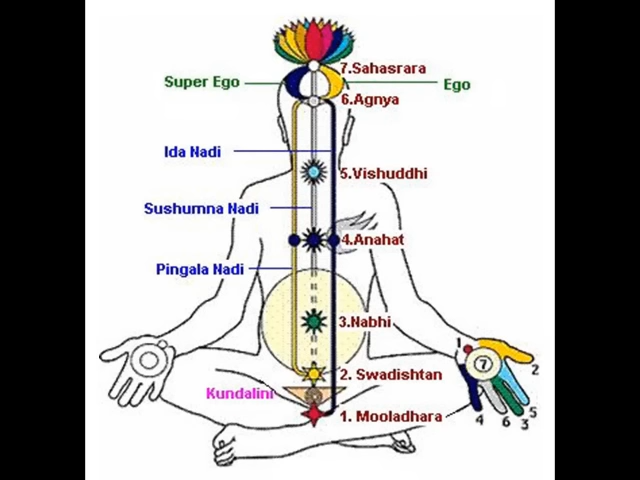 7.Sahasrara
Super Ego
Ego
6.Agnya
Ida Nadi
5.Vishuddhi
Sushumna Nadi
4.Anahat
Pingala Nadi
3.Nabhi
1
7
2
2. Swadishtan
Kundalini
1. Mooladhara
5
4
6
3